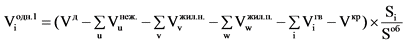 V_i^{одн.1} = (V^д − ∑_u V_u^{неж.} − ∑_v V_v^{жил.п.} − ∑_w V_w^{жил.п.} − ∑_i V_i^{гв} − V^{кр}) × S_i / S^{об}